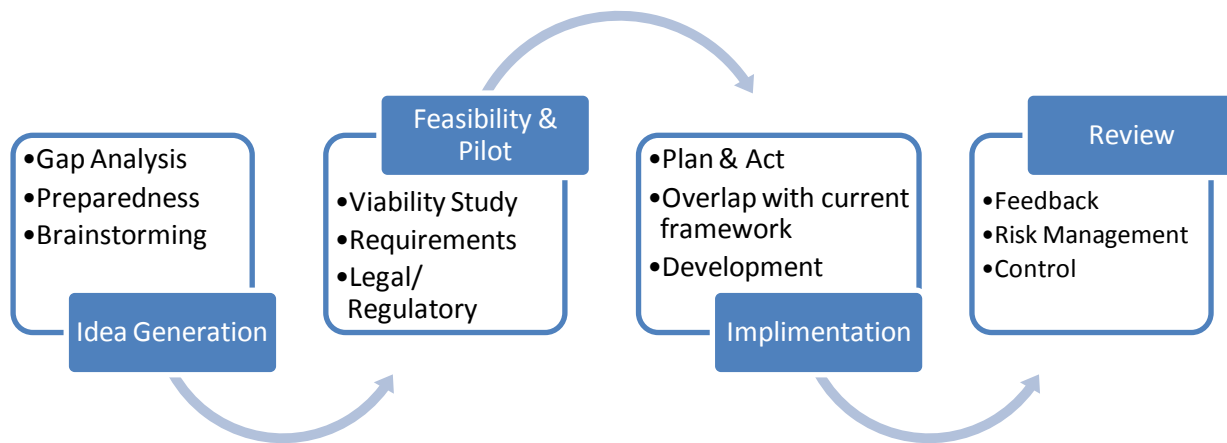 •Gap Analysis
•Preparedness
•Brainstorming
Idea Generation
Feasibility &
Pilot
•Viability Study
•Requirements
•Legal/
Regulatory
•Plan & Act
•Overlap with current
framework
•Development
Implimentation
Review
•Feedback
•Risk Management
•Control